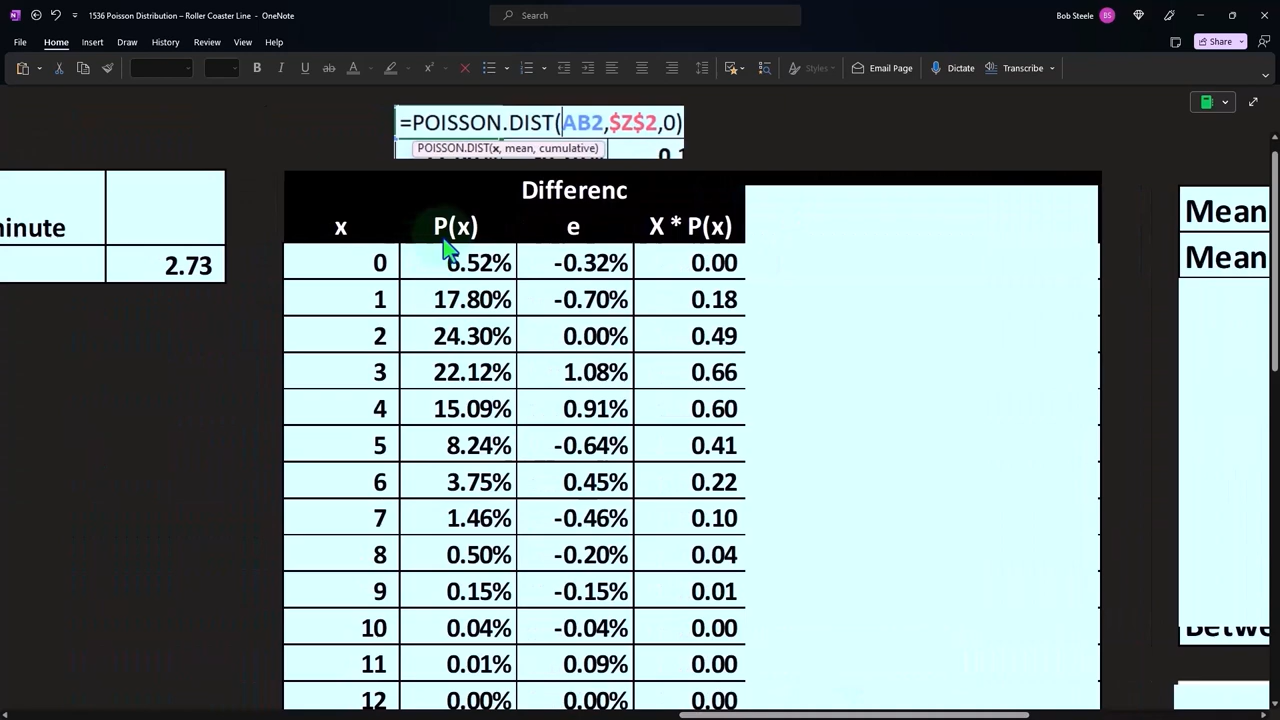 1536 Poisson Distribution – Roller Coaster Line – OneNote
Search
Bob Steele
BS
File Home Insert Draw History Review View Help
Share
B I U ab A
Styles
Email Page
Dictate
Transcribe
=POISSON.DIST(AB2,$Z$2,0)
POISSON.DIST(x, mean, cumulative)
minute
2.73
Differenc
x P(x) e X * P(x)
0 6.52% -0.32% 0.00
1 17.80% -0.70% 0.18
2 24.30% 0.00% 0.49
3 22.12% 1.08% 0.66
4 15.09% 0.91% 0.60
5 8.24% -0.64% 0.41
6 3.75% 0.45% 0.22
7 1.46% -0.46% 0.10
8 0.50% -0.20% 0.04
9 0.15% -0.15% 0.01
10 0.04% -0.04% 0.00
11 0.01% 0.09% 0.00
12 0.00% 0.00% 0.00
Mean
Mean
Betwe